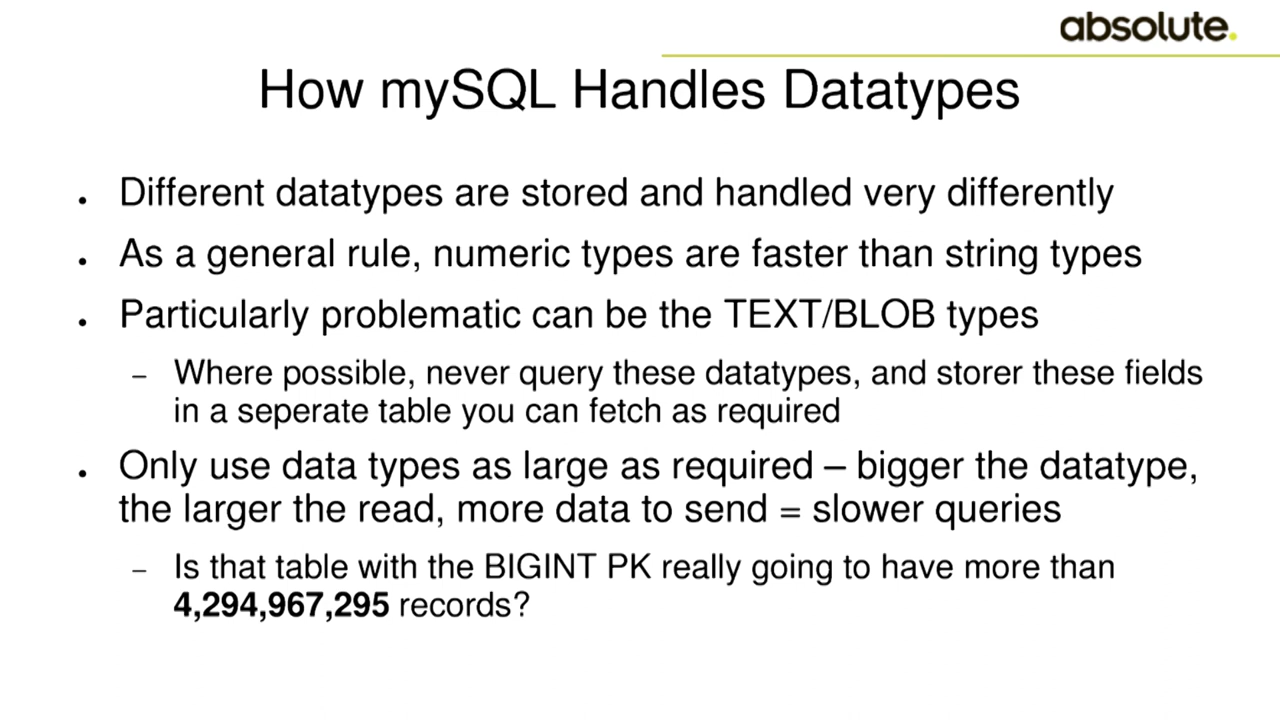 absolute.
How mySQL Handles Datatypes
• Different datatypes are stored and handled very differently
• As a general rule, numeric types are faster than string types
• Particularly problematic can be the TEXT/BLOB types
– Where possible, never query these datatypes, and storer these fields
in a seperate table you can fetch as required
• Only use data types as large as required – bigger the datatype,
the larger the read, more data to send = slower queries
– Is that table with the BIGINT PK really going to have more than
4,294,967,295 records?